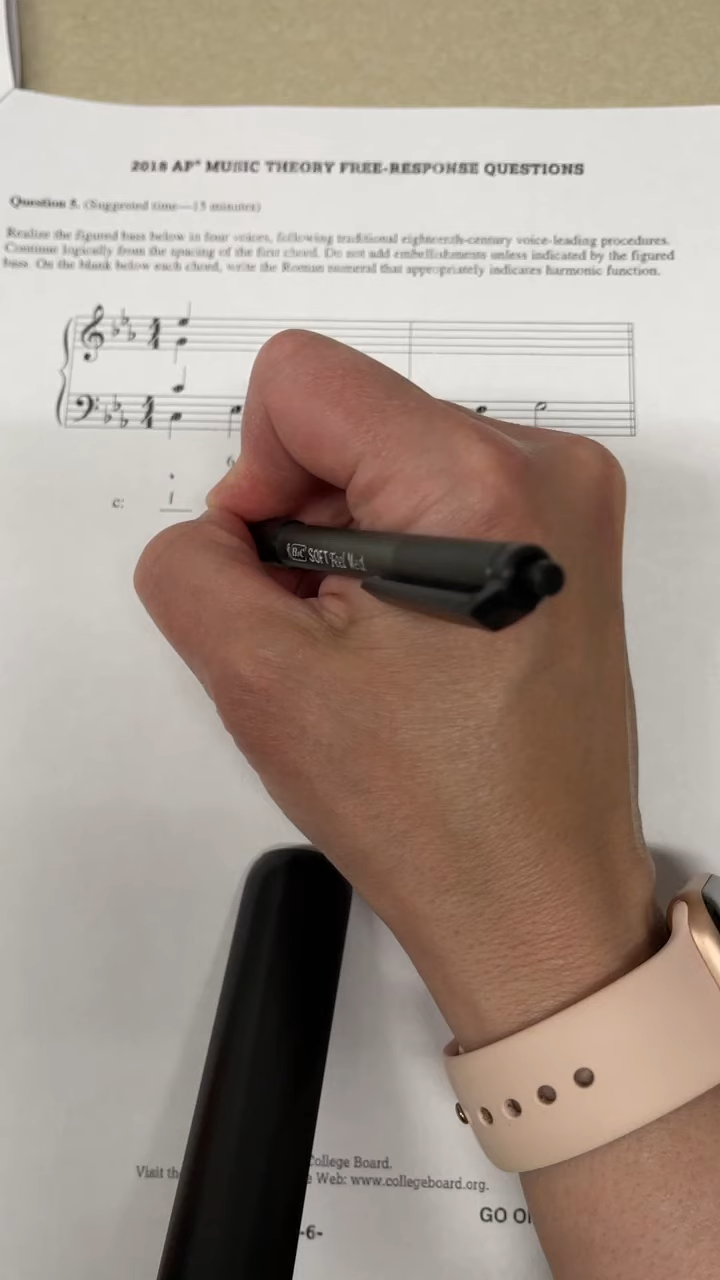 2018 AP® MUSIC THEORY FREE-RESPONSE QUESTIONS
Question 5. (Suggested time—15 minutes)
Realize the figured bass below in four voices, following traditional eighteenth-century voice-leading procedures.
Continue logically from the spacing of the first chord. Do not add embellishments unless indicated by the figured
bass. On the blank below each chord, write the Roman numeral that appropriately indicates harmonic function.
6
c: i
BIC SOFT Feel Med.
College Board.
Visit the Web: www.collegeboard.org.
GO
-6-